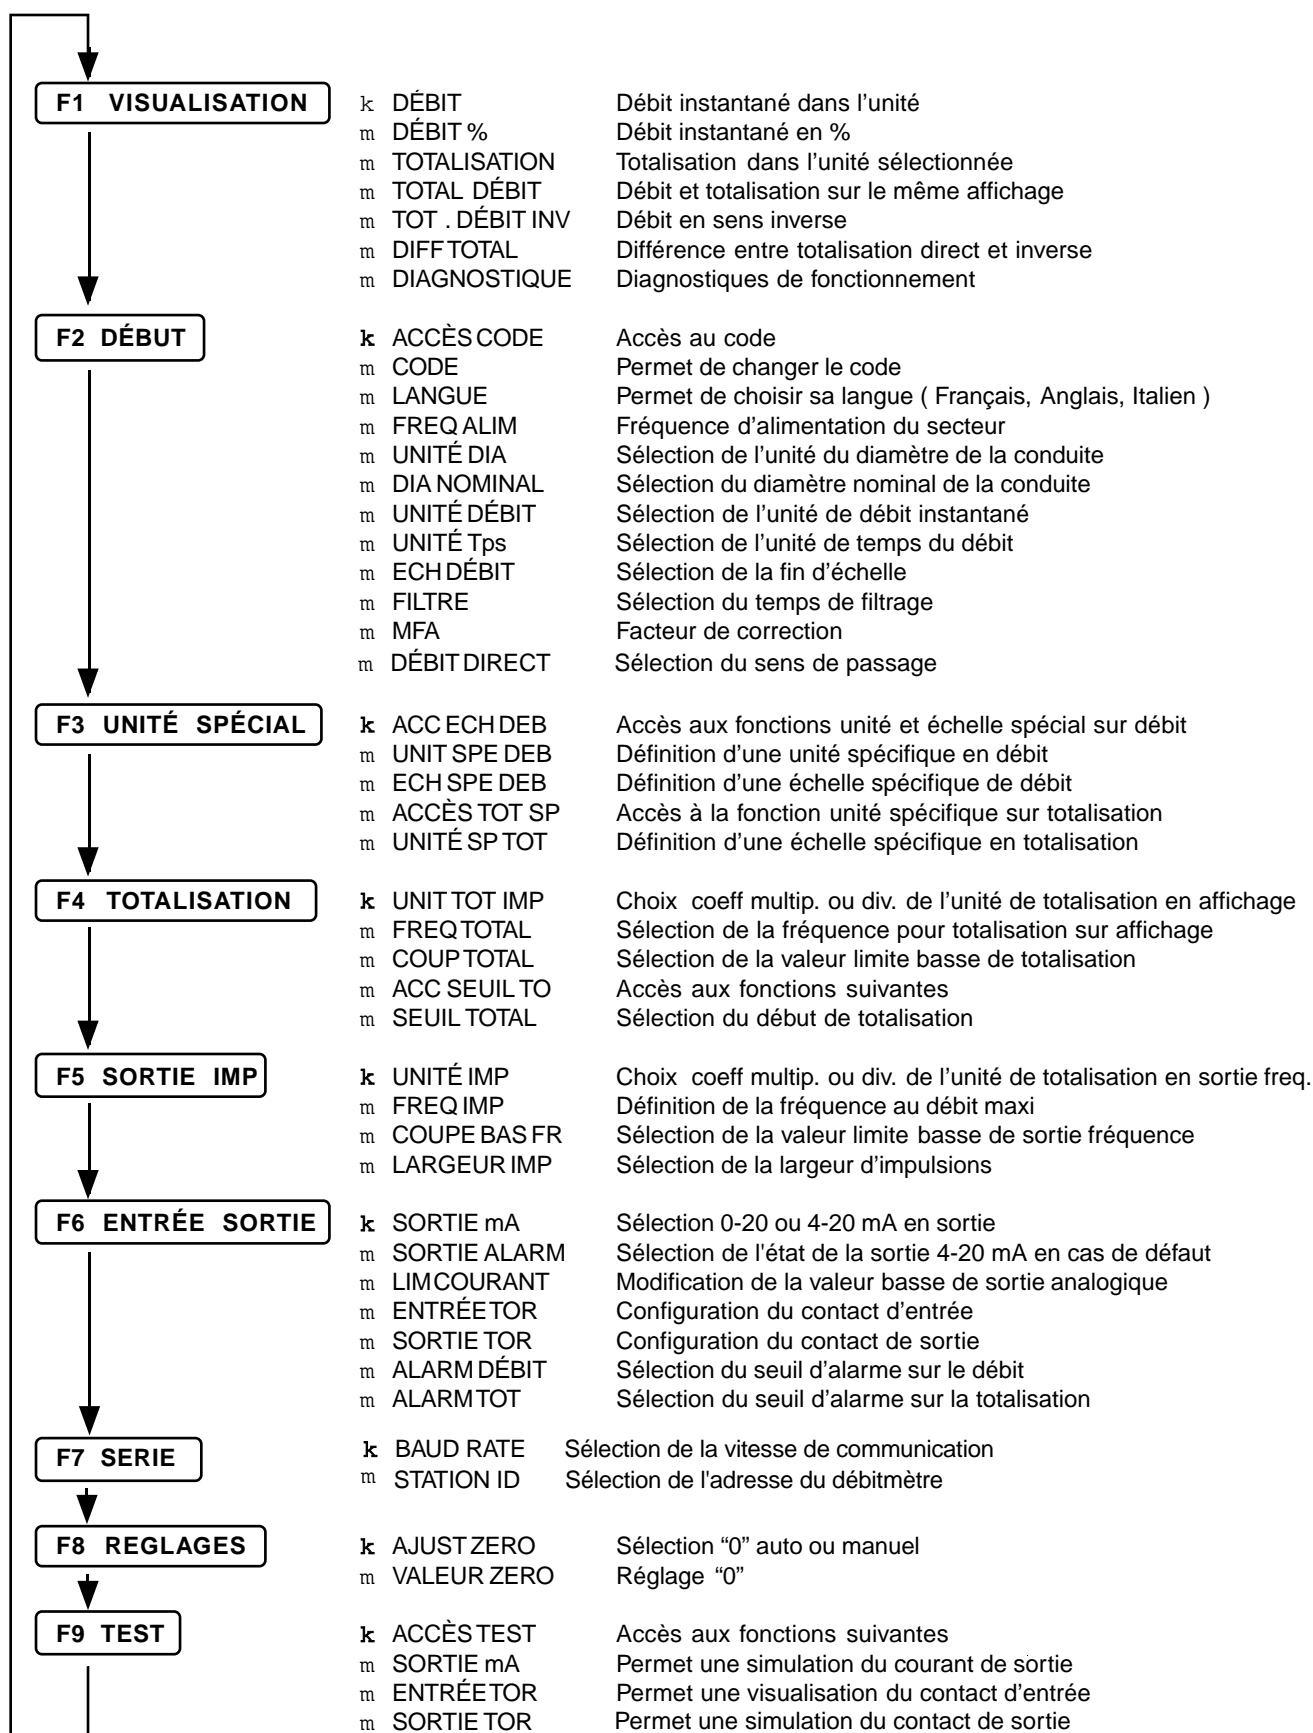 F1 VISUALISATION k DÉBIT Débit instantané dans l’unité
m DÉBIT % Débit instantané en %
m TOTALISATION Totalisation dans l’unité sélectionnée
m TOTAL DÉBIT Débit et totalisation sur le même affichage
m TOT . DÉBIT INV Débit en sens inverse
m DIFF TOTAL Différence entre totalisation direct et inverse
m DIAGNOSTIQUE Diagnostiques de fonctionnement
F2 DÉBUT k ACCÈS CODE Accès au code
m CODE Permet de changer le code
m LANGUE Permet de choisir sa langue ( Français, Anglais, Italien )
m FREQ ALIM Fréquence d’alimentation du secteur
m UNITÉ DIA Sélection de l’unité du diamètre de la conduite
m DIA NOMINAL Sélection du diamètre nominal de la conduite
m UNITÉ DÉBIT Sélection de l’unité de débit instantané
m UNITÉ Tps Sélection de l’unité de temps du débit
m ECH DÉBIT Sélection de la fin d’échelle
m FILTRE Sélection du temps de filtrage
m MFA Facteur de correction
m DÉBIT DIRECT Sélection du sens de passage
F3 UNITÉ SPÉCIAL k ACC ECH DEB Accès aux fonctions unité et échelle spécial sur débit
m UNIT SPE DEB Définition d’une unité spécifique en débit
m ECH SPE DEB Définition d’une échelle spécifique de débit
m ACCÈS TOT SP Accès à la fonction unité spécifique sur totalisation
m UNITÉ SP TOT Définition d’une échelle spécifique en totalisation
F4 TOTALISATION k UNIT TOT IMP Choix coeff multip. ou div. de l’unité de totalisation en affichage
m FREQ TOTAL Sélection de la fréquence pour totalisation sur affichage
m COUP TOTAL Sélection de la valeur limite basse de totalisation
m ACC SEUIL TO Accès aux fonctions suivantes
m SEUIL TOTAL Sélection du début de totalisation
F5 SORTIE IMP k UNITÉ IMP Choix coeff multip. ou div. de l’unité de totalisation en sortie freq.
m FREQ IMP Définition de la fréquence au débit maxi
m COUPE BAS FR Sélection de la valeur limite basse de sortie fréquence
m LARGEUR IMP Sélection de la largeur d’impulsions
F6 ENTRÉE SORTIE k SORTIE mA Sélection 0-20 ou 4-20 mA en sortie
m SORTIE ALARM Sélection de l'état de la sortie 4-20 mA en cas de défaut
m LIM COURANT Modification de la valeur basse de sortie analogique
m ENTRÉE TOR Configuration du contact d’entrée
m SORTIE TOR Configuration du contact de sortie
m ALARM DÉBIT Sélection du seuil d’alarme sur le débit
m ALARM TOT Sélection du seuil d’alarme sur la totalisation
F7 SERIE k BAUD RATE Sélection de la vitesse de communication
m STATION ID Sélection de l'adresse du débitmètre
F8 REGLAGES k AJUST ZERO Sélection “0” auto ou manuel
m VALEUR ZERO Réglage “0”
F9 TEST k ACCÈS TEST Accès aux fonctions suivantes
m SORTIE mA Permet une simulation du courant de sortie
m ENTRÉE TOR Permet une visualisation du contact d’entrée
m SORTIE TOR Permet une simulation du contact de sortie